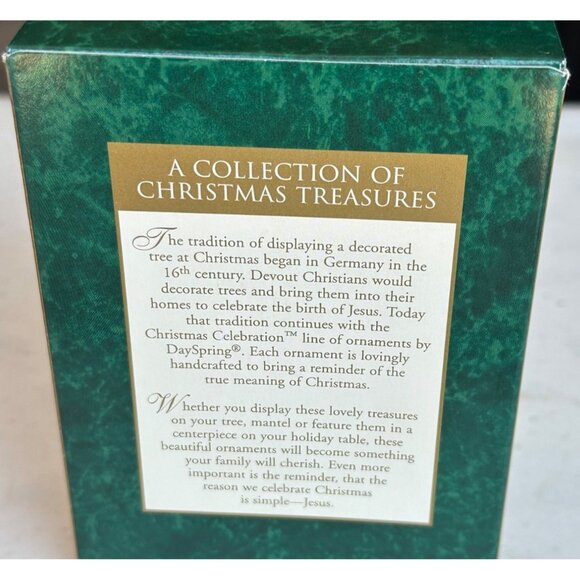 A COLLECTION OF
CHRISTMAS TREASURES
The tradition of displaying a decorated
tree at Christmas began in Germany in the
16th century. Devout Christians would
decorate trees and bring them into their
homes to celebrate the birth of Jesus. Today
that tradition continues with the
Christmas Celebration™ line of ornaments by
DaySpring®. Each ornament is lovingly
handcrafted to bring a reminder of the
true meaning of Christmas.
Whether you display these lovely treasures
on your tree, mantel or feature them in a
centerpiece on your holiday table, these
beautiful ornaments will become something
your family will cherish. Even more
important is the reminder, that the
reason we celebrate Christmas
is simple—Jesus.